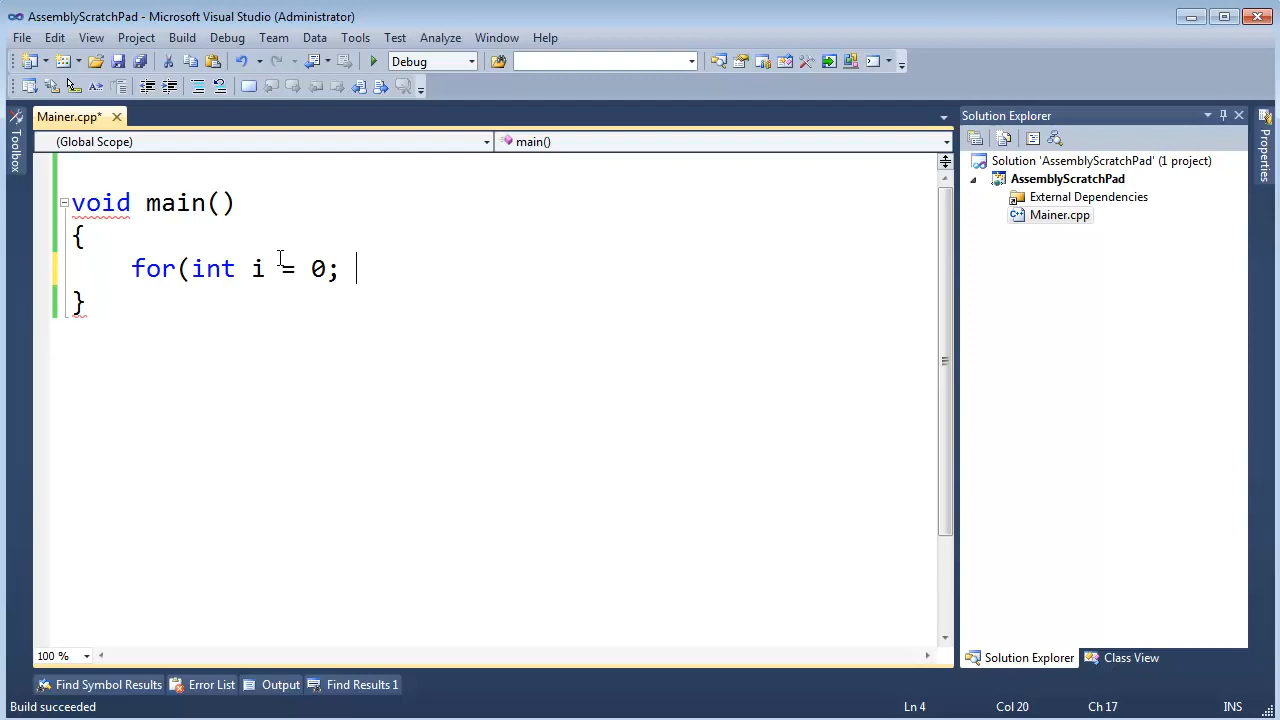 AssemblyScratchPad - Microsoft Visual Studio (Administrator)
File Edit View Project Build Debug Team Data Tools Test Analyze Window Help
Debug
Mainer.cpp*
(Global Scope)
main()
Toolbox
void main()
{
for(int i = 0;
}
100 %
Solution Explorer
Solution 'AssemblyScratchPad' (1 project)
AssemblyScratchPad
External Dependencies
Mainer.cpp
Properties
Solution Explorer Class View
Find Symbol Results Error List Output Find Results 1
Build succeeded Ln 4 Col 20 Ch 17 INS